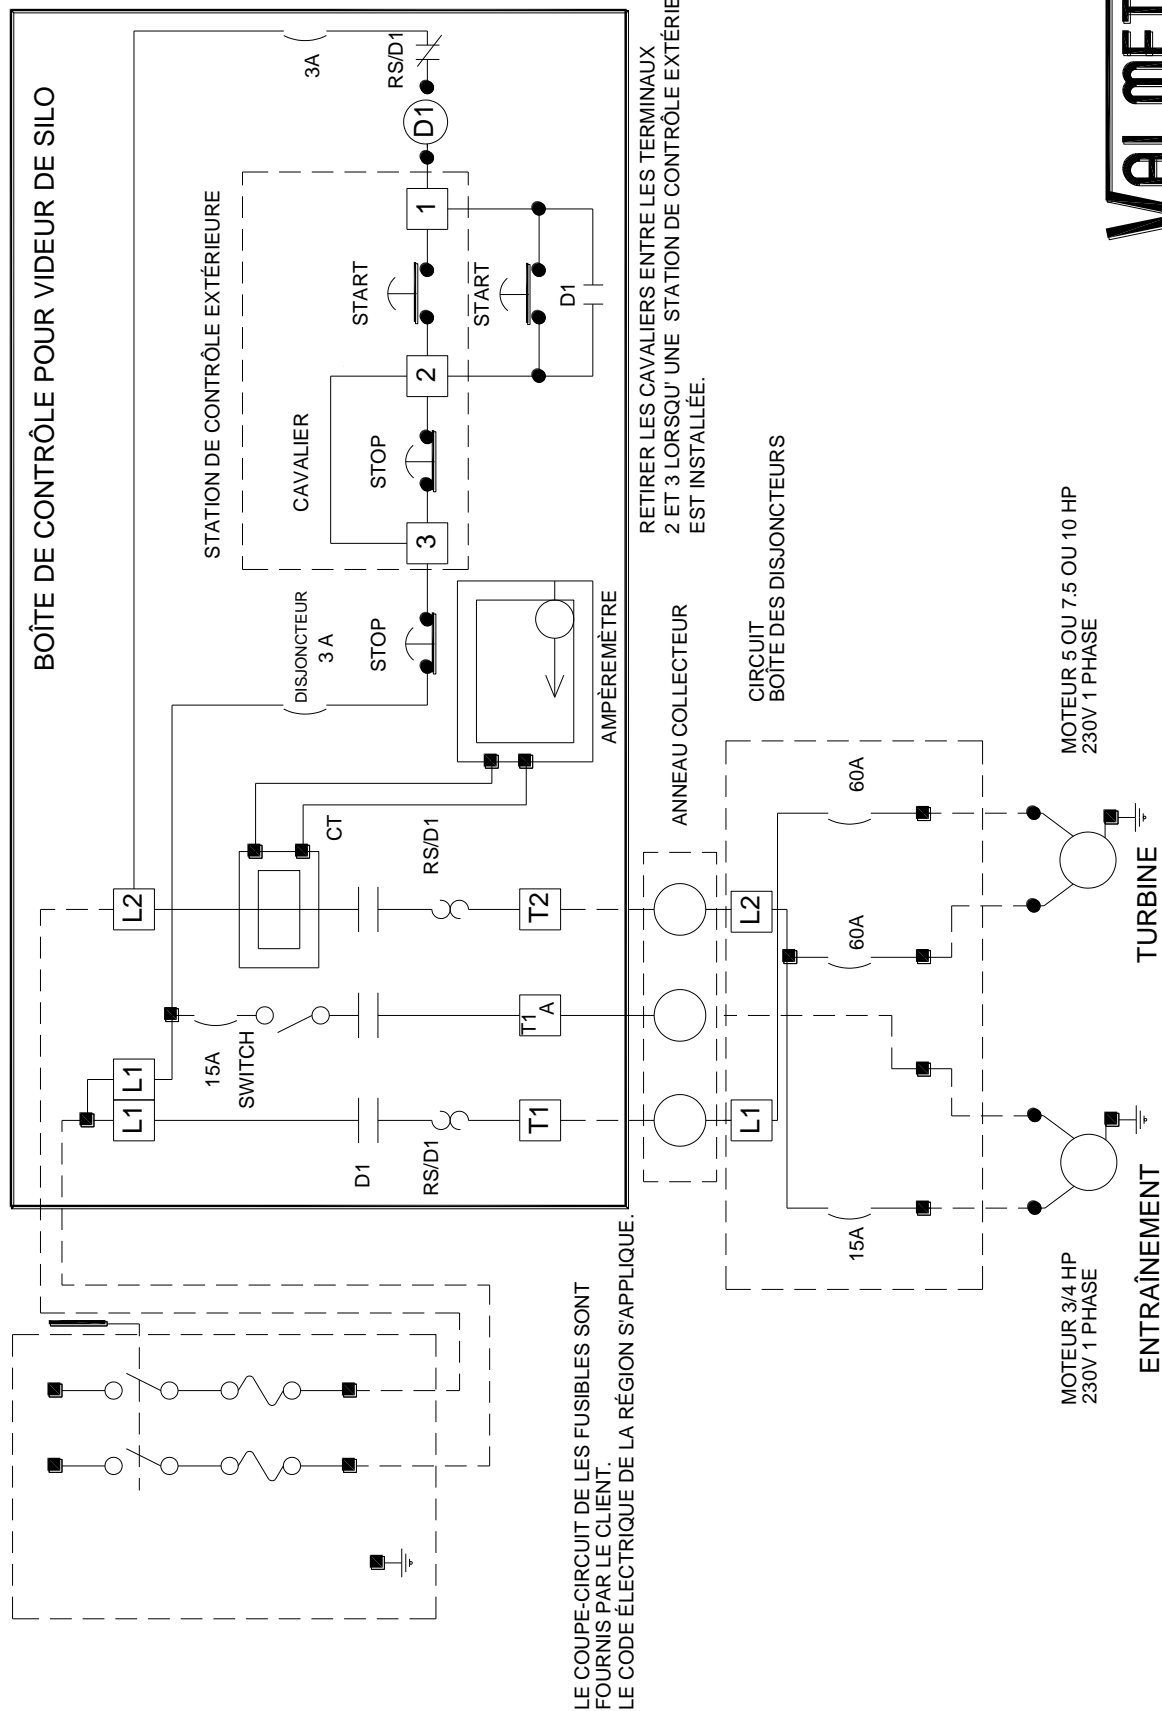 BOÎTE DE CONTRÔLE POUR VIDEUR DE SILO
3A
RS/D1
D1
STATION DE CONTRÔLE EXTÉRIEURE
1
START
START
D1
2
CAVALIER
STOP
3
DISJONCTEUR
3 A
STOP
AMPÈREMÈTRE
RETIRER LES CAVALIERS ENTRE LES TERMINAUX
2 ET 3 LORSQU' UNE STATION DE CONTRÔLE
EST INSTALLÉE.
L2
CT
RS/D1
T2
15A
SWITCH
T1
A
L1
L1
D1
RS/D1
T1
ANNEAU COLLECTEUR
CIRCUIT
BOÎTE DES DISJONCTEURS
L2
L1
60A
60A
15A
MOTEUR 5 OU 7.5 OU 10 HP
230V 1 PHASE
TURBINE
MOTEUR 3/4 HP
230V 1 PHASE
ENTRAÎNEMENT
LE COUPE-CIRCUIT DE LES FUSIBLES SONT
FOURNIS PAR LE CLIENT.
LE CODE ÉLECTRIQUE DE LA RÉGION S'APPLIQUE.